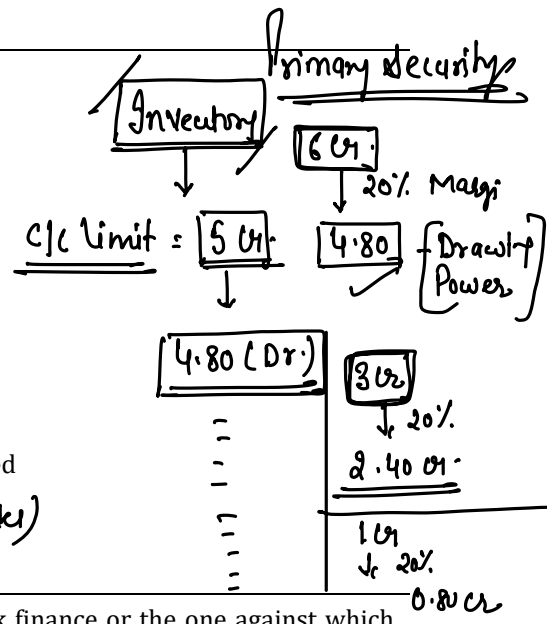 Primary Security
Inventory
6 Cr.
20% Margi
C/C limit = 5 Cr. 4.80
Drawing Power
4.80 (Dr.)
3 Cr
20%
2.40 Cr.
1 Cr
20%
0.80 Cr
finance or the one against which